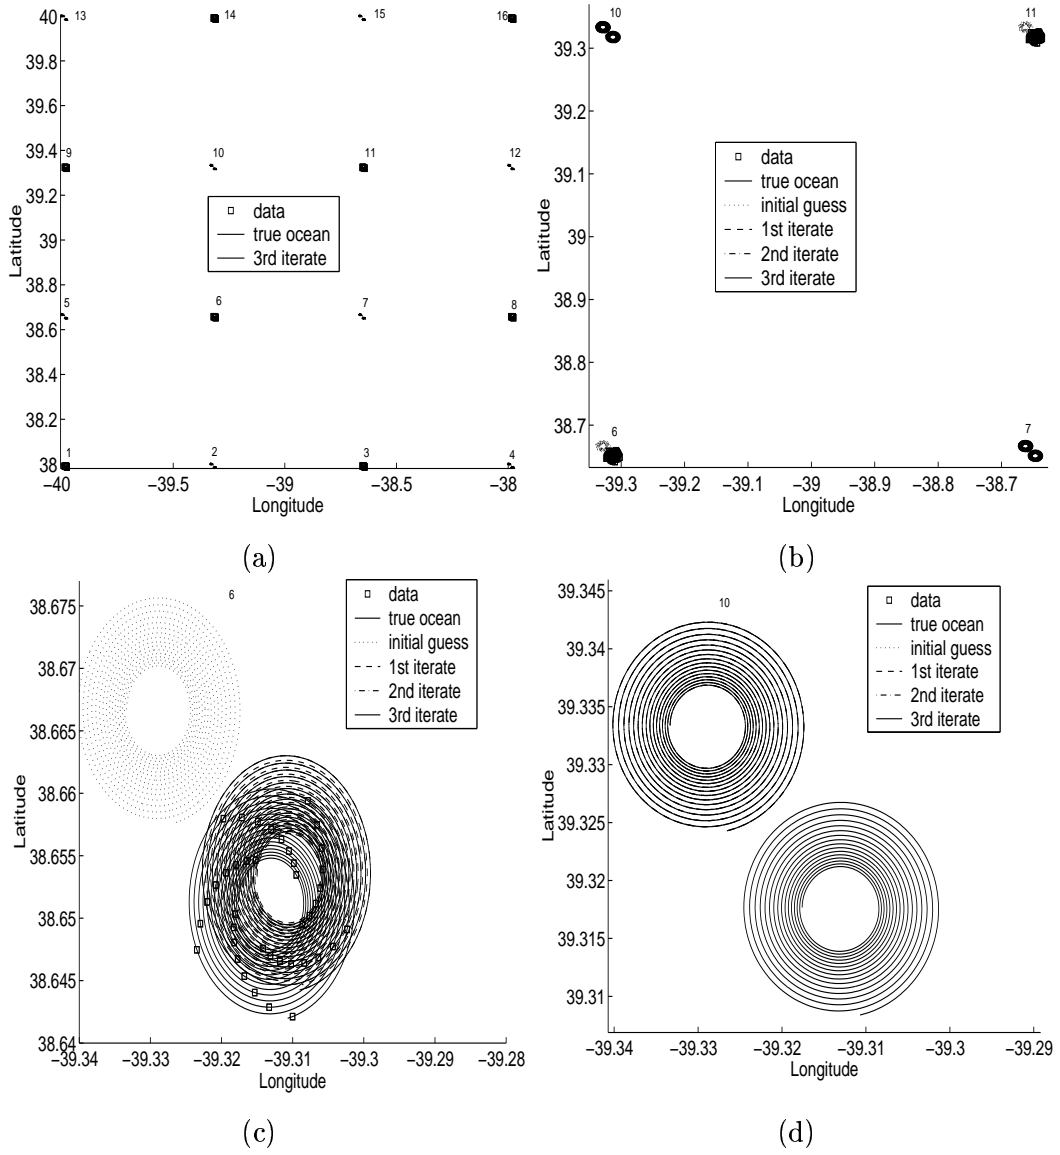 13 14 15 16
9 10 11 12
5 6 7 8
1 2 3 4
40
39.8
39.6
39.4
39.2
39
38.8
38.6
38.4
38.2
38
Latitude
data
true ocean
3rd iterate
−40 −39.5 −39 −38.5 −38
Longitude
(a)
10 11
6 7
39.3
39.2
39.1
39
38.9
38.8
38.7
Latitude
data
true ocean
initial guess
1st iterate
2nd iterate
3rd iterate
−39.3 −39.2 −39.1 −39 −38.9 −38.8 −38.7
Longitude
(b)
6
38.675
38.67
38.665
38.66
38.655
38.65
38.645
38.64
Latitude
data
true ocean
initial guess
1st iterate
2nd iterate
3rd iterate
−39.34 −39.33 −39.32 −39.31 −39.3 −39.29 −39.28
Longitude
(c)
10
39.345
39.34
39.335
39.33
39.325
39.32
39.315
39.31
Latitude
data
true ocean
initial guess
1st iterate
2nd iterate
3rd iterate
−39.34 −39.33 −39.32 −39.31 −39.3 −39.29
Longitude
(d)